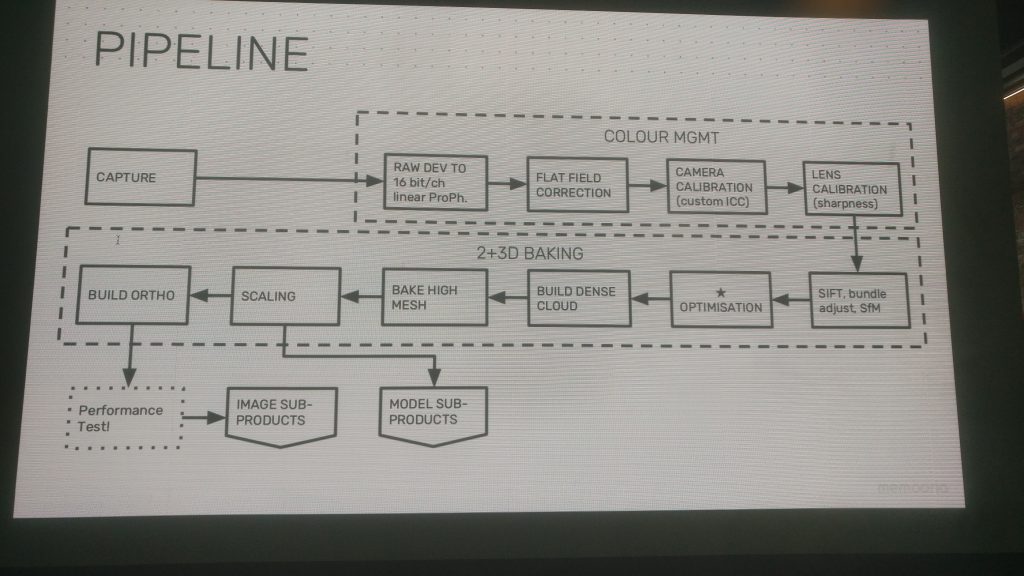 PIPELINE
COLOUR MGMT
CAPTURE
RAW DEV TO
16 bit/ch
linear ProPh.
FLAT FIELD
CORRECTION
CAMERA
CALIBRATION
(custom ICC)
LENS
CALIBRATION
(sharpness)
2+3D BAKING
BUILD ORTHO
SCALING
BAKE HIGH
MESH
BUILD DENSE
CLOUD
★
OPTIMISATION
SIFT, bundle
adjust, SfM
Performance
Test!
IMAGE SUB-
PRODUCTS
MODEL SUB-
PRODUCTS